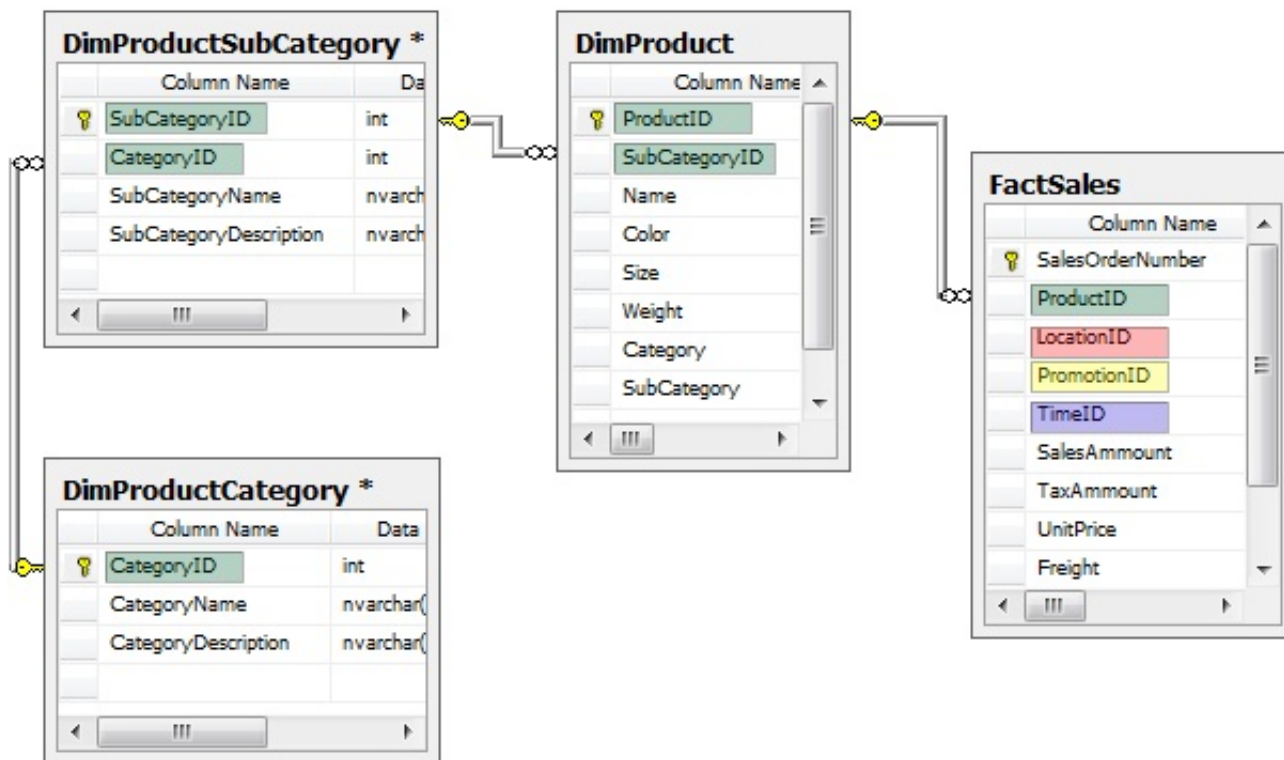 DimProductSubCategory *
Column Name Da
SubCategoryID int
CategoryID int
SubCategoryName nvarch
SubCategoryDescription nvarch
DimProduct
Column Name
ProductID
SubCategoryID
Name
Color
Size
Weight
Category
SubCategory
FactSales
Column Name
SalesOrderNumber
ProductID
LocationID
PromotionID
TimeID
SalesAmmount
TaxAmmount
UnitPrice
Freight
DimProductCategory *
Column Name Data
CategoryID int
CategoryName nvarchar(
CategoryDescription nvarchar(